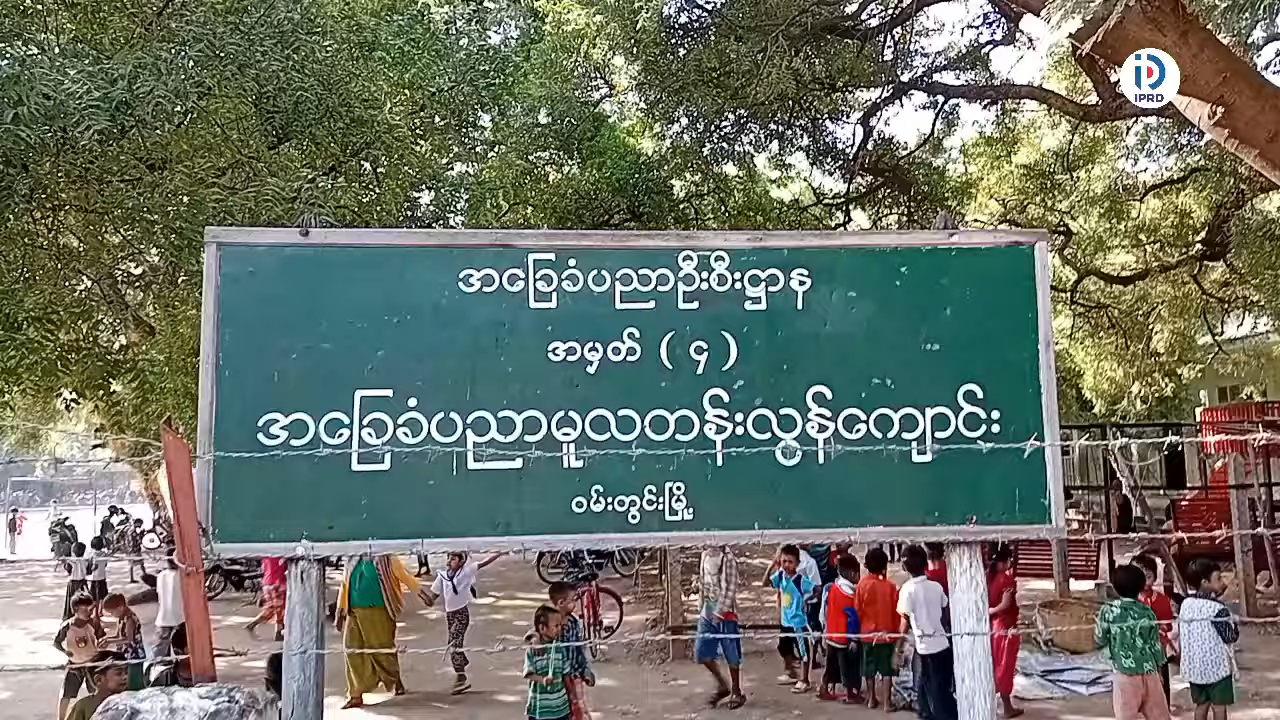 IPRD
အခြေခံပညာဦးစီးဌာန
အမှတ် ( ၄ )
အခြေခံပညာမူလတန်းလွန်ကျောင်း
ဝမ်းတွင်းမြို့